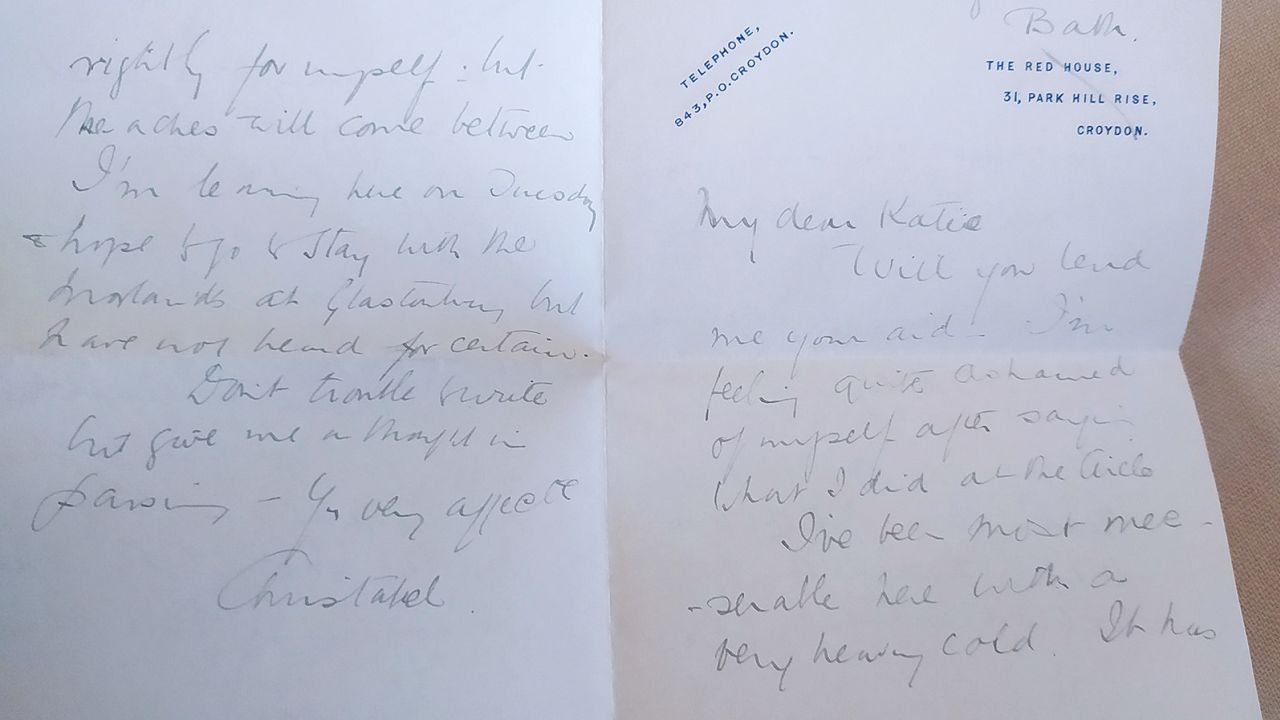 Bath.
TELEPHONE,
843, P.O. CROYDON.
THE RED HOUSE,
31, PARK HILL RISE,
CROYDON.
My dear Katie
Will you lend
me your aid - I'm
feeling quite ashamed
of myself after saying
what I did at the Circle
I've been most mee-
-serable here with a
very heavy cold. It has
rightly for myself: but
the aches will come between
I'm leaving here on Tuesday
& hope to go & stay with the
at Glastonbury but
have not heard for certain.
Don't trouble to write
but give me a thought in
passing - Yr very affecte
Christabel.